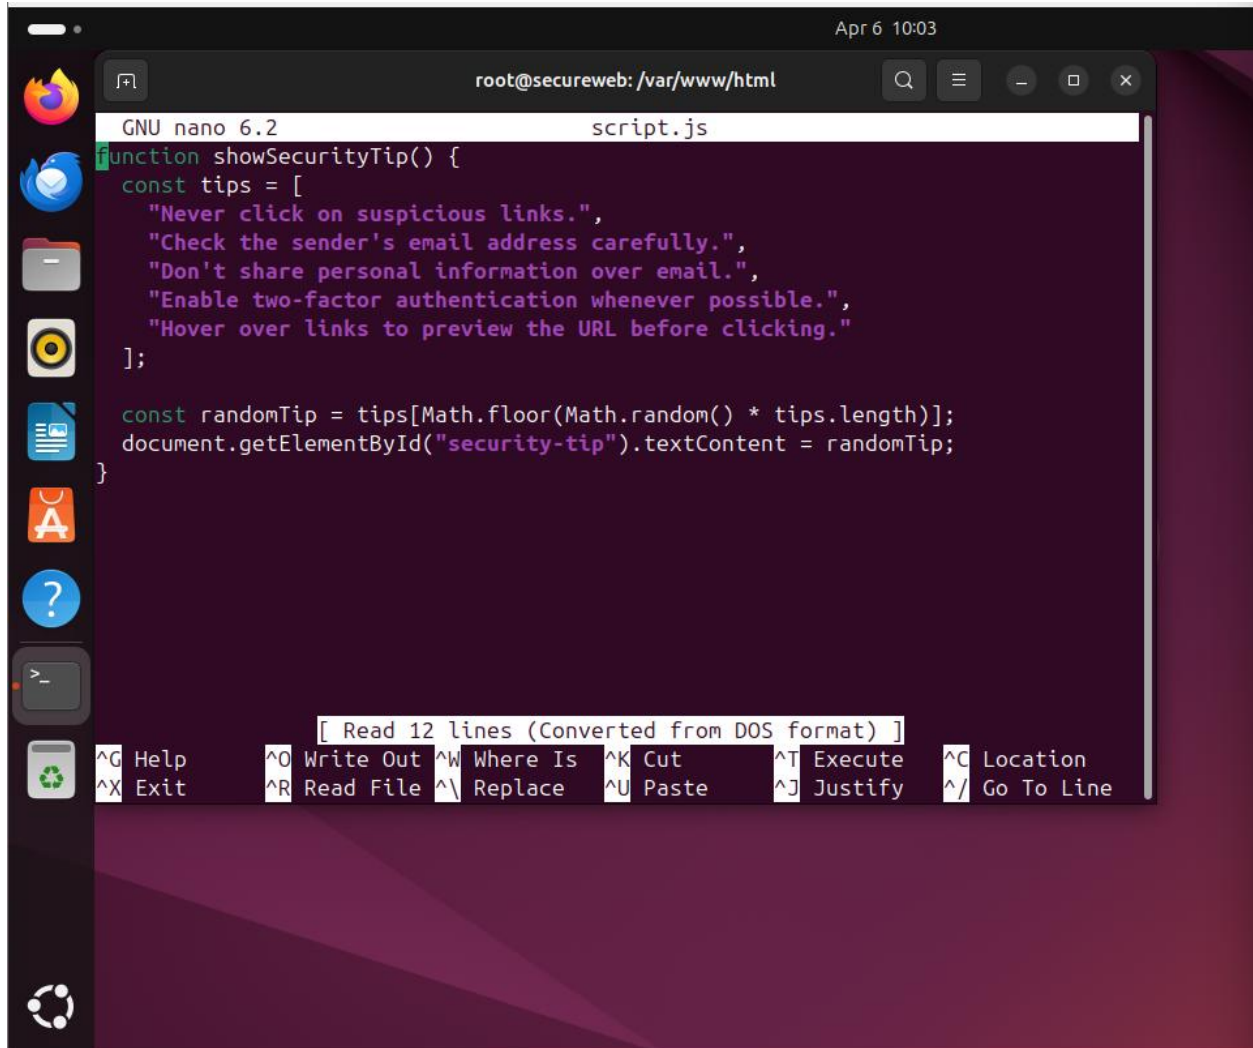 Apr 6 10:03
root@secureweb: /var/www/html
GNU nano 6.2 script.js
function showSecurityTip() {
  const tips = [
    "Never click on suspicious links.",
    "Check the sender's email address carefully.",
    "Don't share personal information over email.",
    "Enable two-factor authentication whenever possible.",
    "Hover over links to preview the URL before clicking."
  ];

  const randomTip = tips[Math.floor(Math.random() * tips.length)];
  document.getElementById("security-tip").textContent = randomTip;
}
[ Read 12 lines (Converted from DOS format) ]
^G Help ^O Write Out ^W Where Is ^K Cut ^T Execute ^C Location
^X Exit ^R Read File ^\ Replace ^U Paste ^J Justify ^/ Go To Line